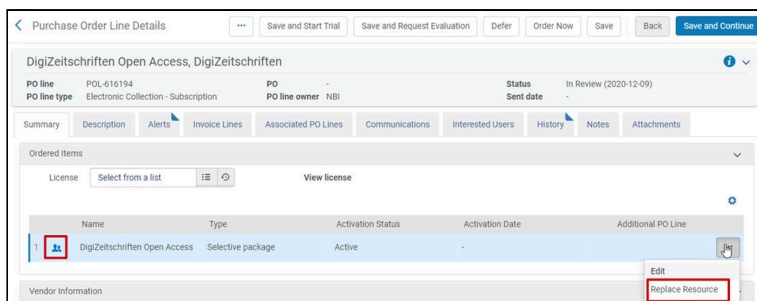 Purchase Order Line Details ... Save and Start Trial Save and Request Evaluation Defer Order Now Save Back Save and Continue
DigiZeitschriften Open Access, DigiZeitschriften
PO line POL-616194 PO - Status In Review (2020-12-09)
PO line type Electronic Collection - Subscription PO line owner NBI Sent date -
Summary Description Alerts Invoice Lines Associated PO Lines Communications Interested Users History Notes Attachments
Ordered Items
License Select from a list View license
Name Type Activation Status Activation Date Additional PO Line
1 DigiZeitschriften Open Access Selective package Active -
Edit
Vendor Information Replace Resource